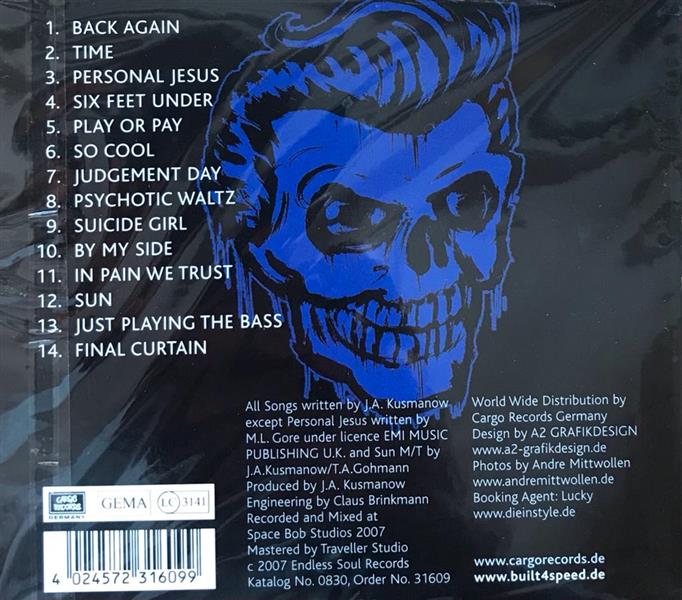 1. BACK AGAIN
2. TIME
3. PERSONAL JESUS
4. SIX FEET UNDER
5. PLAY OR PAY
6. SO COOL
7. JUDGEMENT DAY
8. PSYCHOTIC WALTZ
9. SUICIDE GIRL
10. BY MY SIDE
11. IN PAIN WE TRUST
12. SUN
13. JUST PLAYING THE BASS
14. FINAL CURTAIN
All Songs written by J.A. Kusmanow
except Personal Jesus written by
M.L. Gore under licence EMI MUSIC
PUBLISHING U.K. and Sun M/T by
J.A.Kusmanow/T.A.Gohmann
Produced by J.A. Kusmanow
Engineering by Claus Brinkmann
Recorded and Mixed at
Space Bob Studios 2007
Mastered by Traveller Studio
c 2007 Endless Soul Records
Katalog No. 0830, Order No. 31609
World Wide Distribution by
Cargo Records Germany
Design by A2 GRAFIKDESIGN
www.a2-grafikdesign.de
Photos by Andre Mittwollen
www.andremittwollen.de
Booking Agent: Lucky
www.dieinstyle.de
www.cargorecords.de
www.built4speed.de
CARGO
RECORDS
GERMANY
GEMA
LC 3141
4 024572 316099